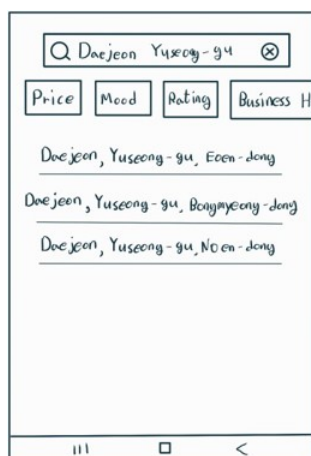 Daejeon Yuseong-gu
Price Mood Rating Business H
Daejeon, Yuseong-gu, Eoen-dong
Daejeon, Yuseong-gu, Bongmyeong-dong
Daejeon, Yuseong-gu, Noen-dong